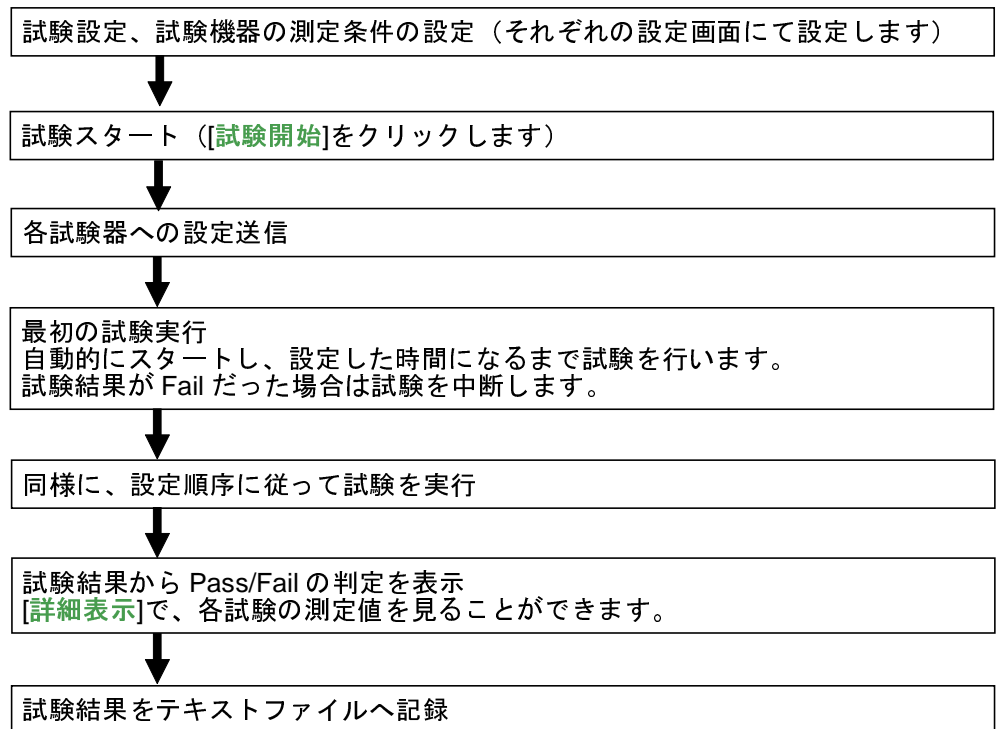 試験設定、試験機器の測定条件の設定（それぞれの設定画面にて設定します）
試験スタート（[試験開始]をクリックします）
各試験器への設定送信
最初の試験実行
自動的にスタートし、設定した時間になるまで試験を行います。
試験結果が Fail だった場合は試験を中断します。
同様に、設定順序に従って試験を実行
試験結果から Pass/Fail の判定を表示
[詳細表示]で、各試験の測定値を見ることができます。
試験結果をテキストファイルへ記録